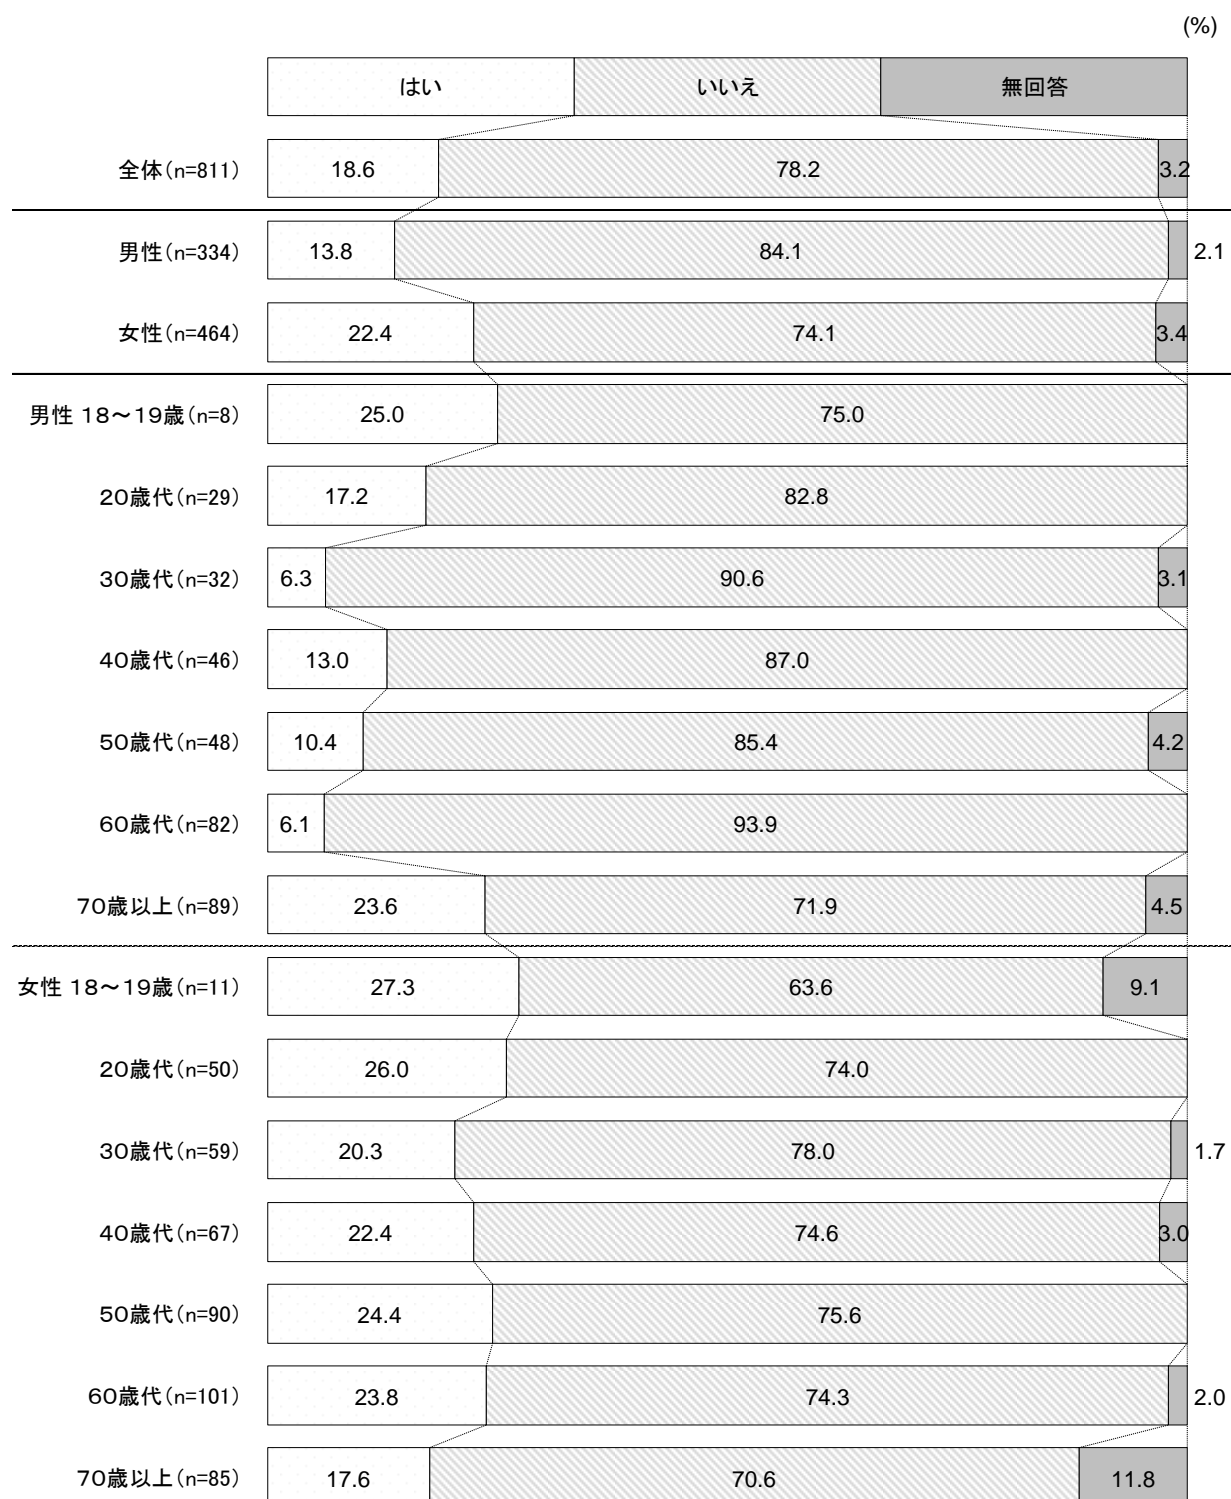 (%)
はい いいえ 無回答
全体(n=811) 18.6 78.2 3.2
男性(n=334) 13.8 84.1 2.1
女性(n=464) 22.4 74.1 3.4
男性 18~19歳(n=8) 25.0 75.0
20歳代(n=29) 17.2 82.8
30歳代(n=32) 6.3 90.6 3.1
40歳代(n=46) 13.0 87.0
50歳代(n=48) 10.4 85.4 4.2
60歳代(n=82) 6.1 93.9
70歳以上(n=89) 23.6 71.9 4.5
女性 18~19歳(n=11) 27.3 63.6 9.1
20歳代(n=50) 26.0 74.0
30歳代(n=59) 20.3 78.0 1.7
40歳代(n=67) 22.4 74.6 3.0
50歳代(n=90) 24.4 75.6
60歳代(n=101) 23.8 74.3 2.0
70歳以上(n=85) 17.6 70.6 11.8